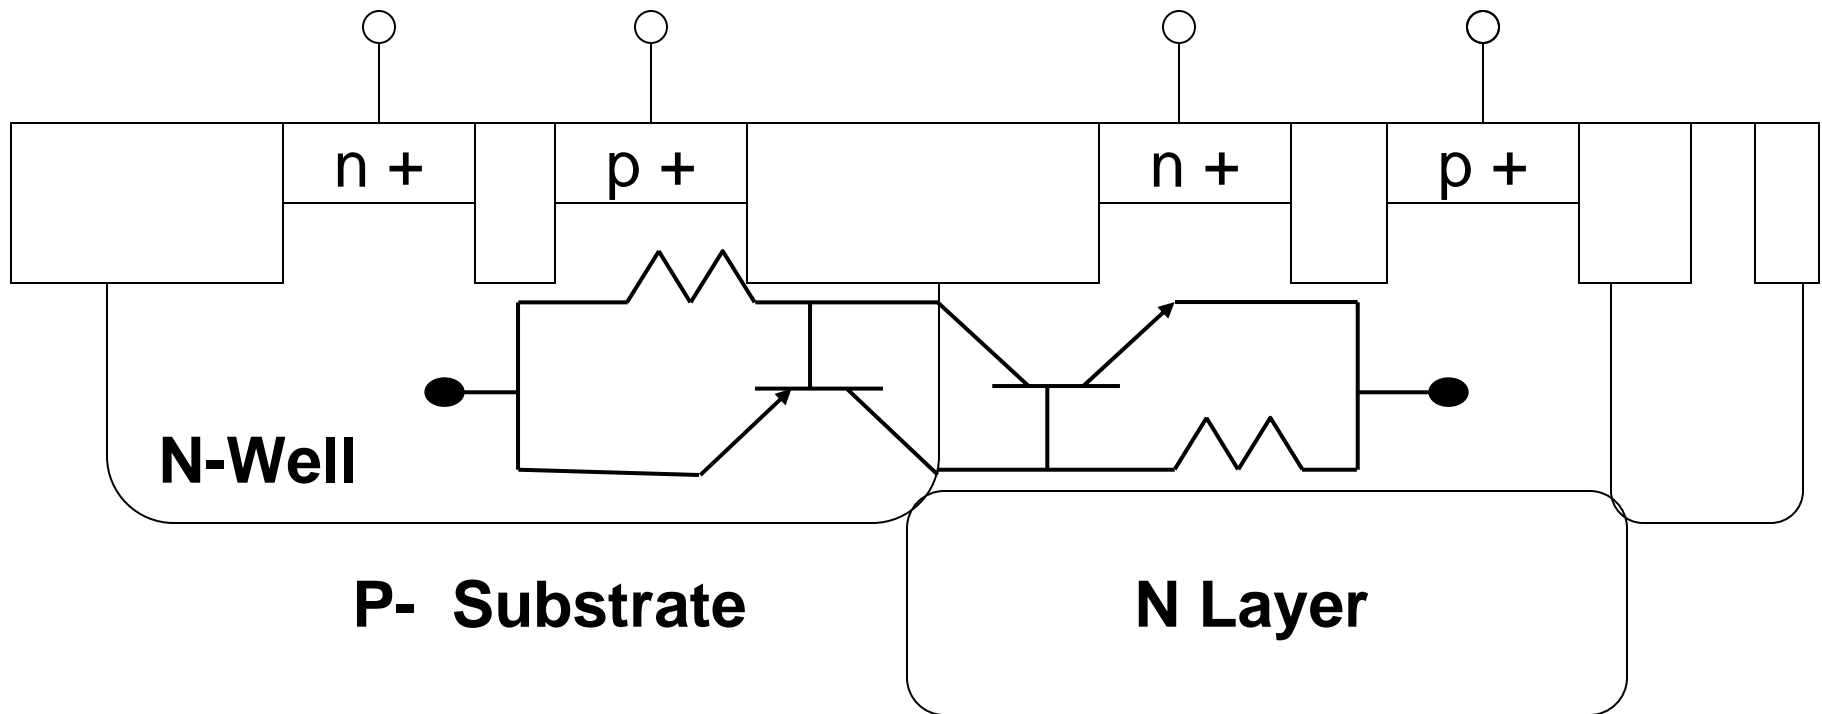 n + p + n + p +
N-Well
P- Substrate N Layer